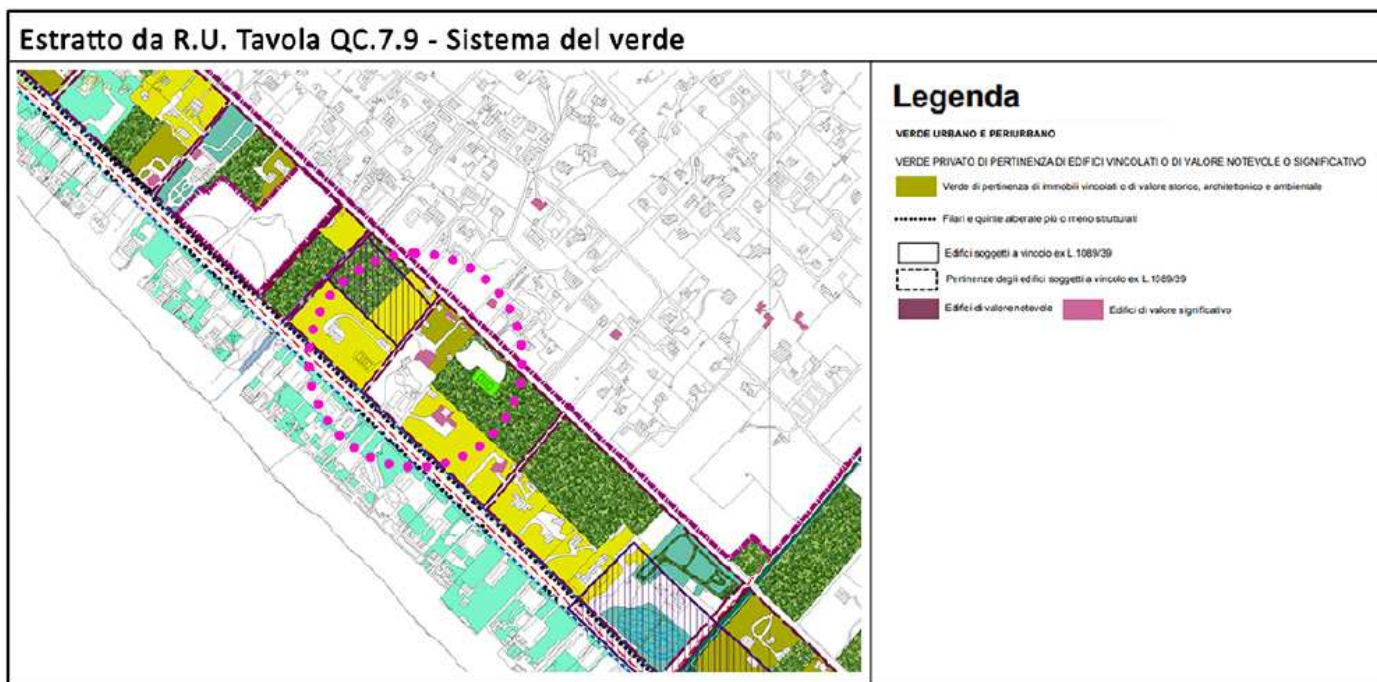 Estratto da R.U. Tavola QC.7.9 - Sistema del verde
Legenda
VERDE URBANO E PERIURBANO
VERDE PRIVATO DI PERTINENZA DI EDIFICI VINCOLATI O DI VALORE NOTEVOLE O SIGNIFICATIVO
Verde di pertinenza di immobili vincolati o di valore storico, architettonico e ambientale
Filari e quinte alberate più o meno strutturati
Edifici soggetti a vincolo ex L.1089/39
Pertinenze degli edifici soggetti a vincolo ex L.1089/39
Edifici di valore notevole Edifici di valore significativo